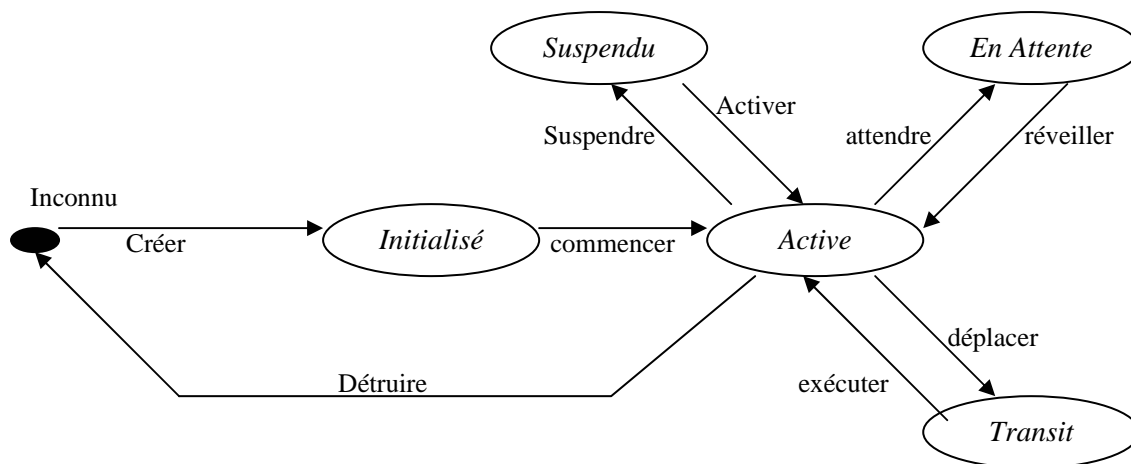 Suspendu
En Attente
Activer
Suspendre
attendre
réveiller
Inconnu
Créer
Initialisé
commencer
Active
déplacer
Détruire
exécuter
Transit